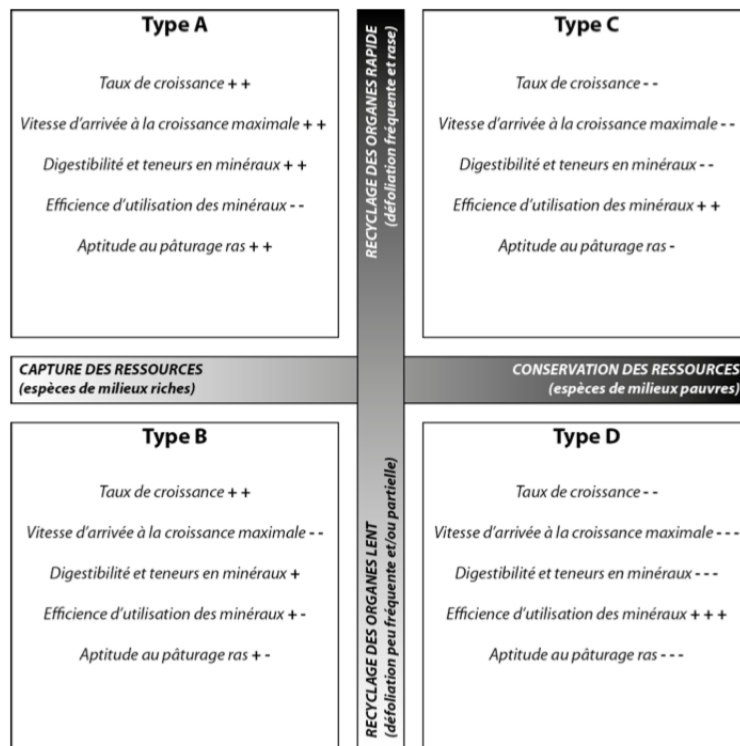 Type A
Taux de croissance + +
Vitesse d'arrivée à la croissance maximale + +
Digestibilité et teneurs en minéraux + +
Efficience d'utilisation des minéraux - -
Aptitude au pâturage ras + +
RECYCLAGE DES ORGANES RAPIDE
(défoliation fréquente et rase)
Type C
Taux de croissance - -
Vitesse d'arrivée à la croissance maximale - -
Digestibilité et teneurs en minéraux - -
Efficience d'utilisation des minéraux + +
Aptitude au pâturage ras -
CAPTURE DES RESSOURCES
(espèces de milieux riches)
CONSERVATION DES RESSOURCES
(espèces de milieux pauvres)
Type B
Taux de croissance + +
Vitesse d'arrivée à la croissance maximale - -
Digestibilité et teneurs en minéraux +
Efficience d'utilisation des minéraux + -
Aptitude au pâturage ras + -
RECYCLAGE DES ORGANES LENT
(défoliation peu fréquente et/ou partielle)
Type D
Taux de croissance - -
Vitesse d'arrivée à la croissance maximale - - -
Digestibilité et teneurs en minéraux - - -
Efficience d'utilisation des minéraux + + +
Aptitude au pâturage ras - - -